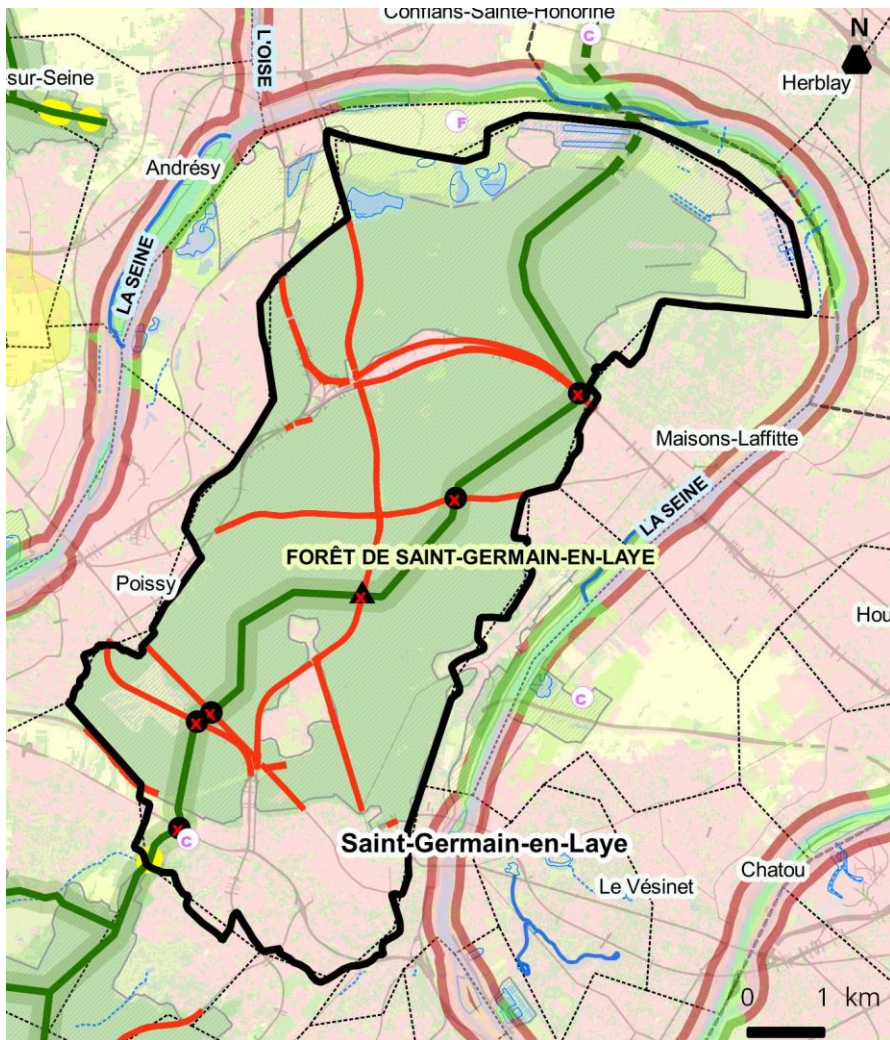 Conflans-Sainte-Honorine
C
N
L'OISE
-sur-Seine
Herblay
F
Andrésy
LA SEINE
x
Maisons-Laffitte
x
LA SEINE
FORÊT DE SAINT-GERMAIN-EN-LAYE
Poissy
x
Hou
C
x
x
x
C
Saint-Germain-en-Laye
Le Vésinet
Chatou
0 1 km